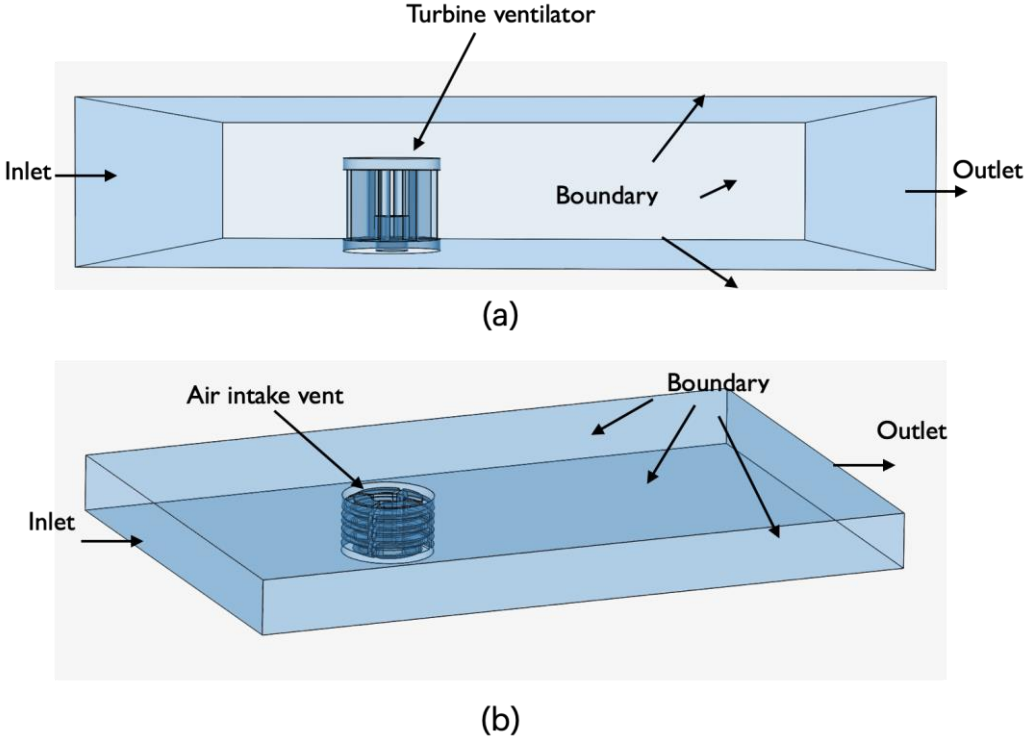 Turbine ventilator
Inlet
Boundary
Outlet
(a)
Air intake vent
Boundary
Outlet
Inlet
(b)